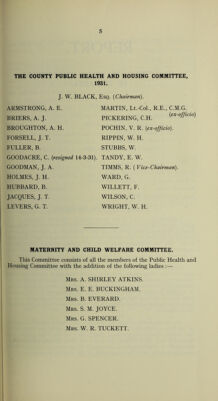 5
THE COUNTY PUBLIC HEALTH AND HOUSING COMMITTEE,
1931.
J. W. BLACK, Esq. (Chairman).
ARMSTRONG, A. E.
BRIERS, A. J.
BROUGHTON, A. H.
FORSELL, J. T.
FULLER, B.
GOODACRE, C. (resigned 14-3-31).
GOODMAN, J. A.
HOLMES, J. H.
HUBBARD, B.
JACQUES, J. T.
LEVERS, G. T.
MARTIN, Lt.-Col., R.E., C.M.G.
(ex-officio)
PICKERING, C.H.
POCHIN, V. R. (ex-officio).
RIPPIN, W. H.
STUBBS, W.
TANDY, E. W.
TIMMS, R. (Vice-Chairman).
WARD, G.
WILLETT, F.
WILSON, C.
WRIGHT, W. H.
MATERNITY AND CHILD WELFARE COMMITTEE.
This Committee consists of all the members of the Public Health and
Housing Committee with the addition of the following ladies :—
Mrs. A. SHIRLEY ATKINS.
Mrs. E. E. BUCKINGHAM.
Mrs. B. EVERARD.
Mrs. S. M. JOYCE.
Mrs. G. SPENCER.
Mrs. W. R. TUCKETT.